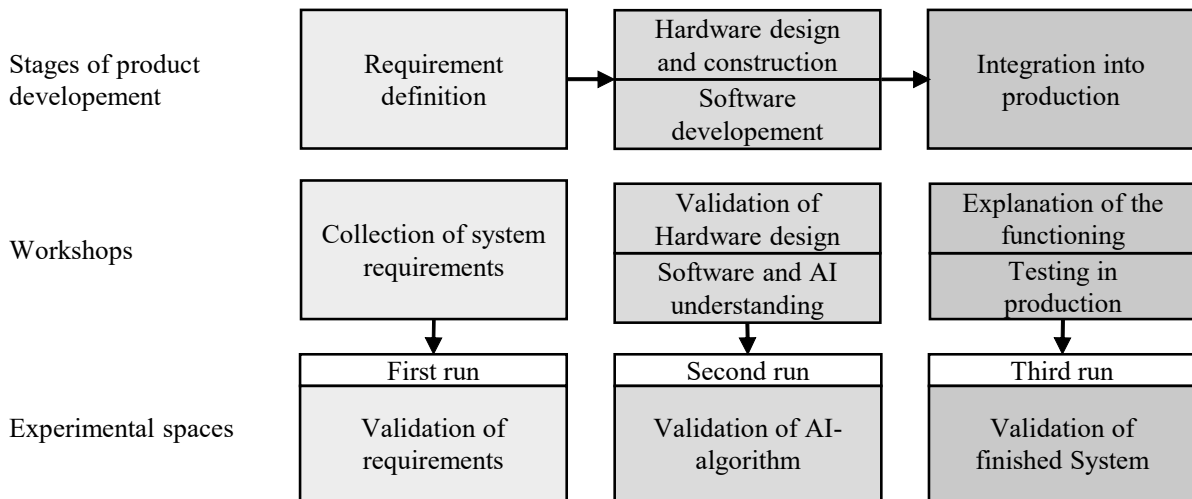 Stages of product
developement
Requirement
definition
Hardware design
and construction
Software
developement
Integration into
production
Workshops
Collection of system
requirements
Validation of
Hardware design
Software and AI
understanding
Explanation of the
functioning
Testing in
production
Experimental spaces
First run
Validation of
requirements
Second run
Validation of AI-
algorithm
Third run
Validation of
finished System